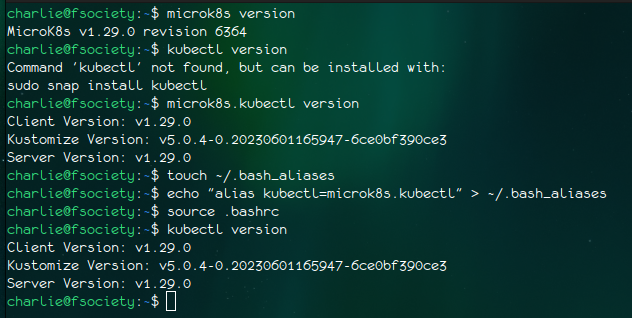 charlie@fsociety:~$ microk8s version
MicroK8s v1.29.0 revision 6364
charlie@fsociety:~$ kubectl version
Command 'kubectl' not found, but can be installed with:
sudo snap install kubectl
charlie@fsociety:~$ microk8s.kubectl version
Client Version: v1.29.0
Kustomize Version: v5.0.4-0.20230601165947-6ce0bf390ce3
Server Version: v1.29.0
charlie@fsociety:~$ touch ~/.bash_aliases
charlie@fsociety:~$ echo "alias kubectl=microk8s.kubectl" > ~/.bash_aliases
charlie@fsociety:~$ source .bashrc
charlie@fsociety:~$ kubectl version
Client Version: v1.29.0
Kustomize Version: v5.0.4-0.20230601165947-6ce0bf390ce3
Server Version: v1.29.0
charlie@fsociety:~$